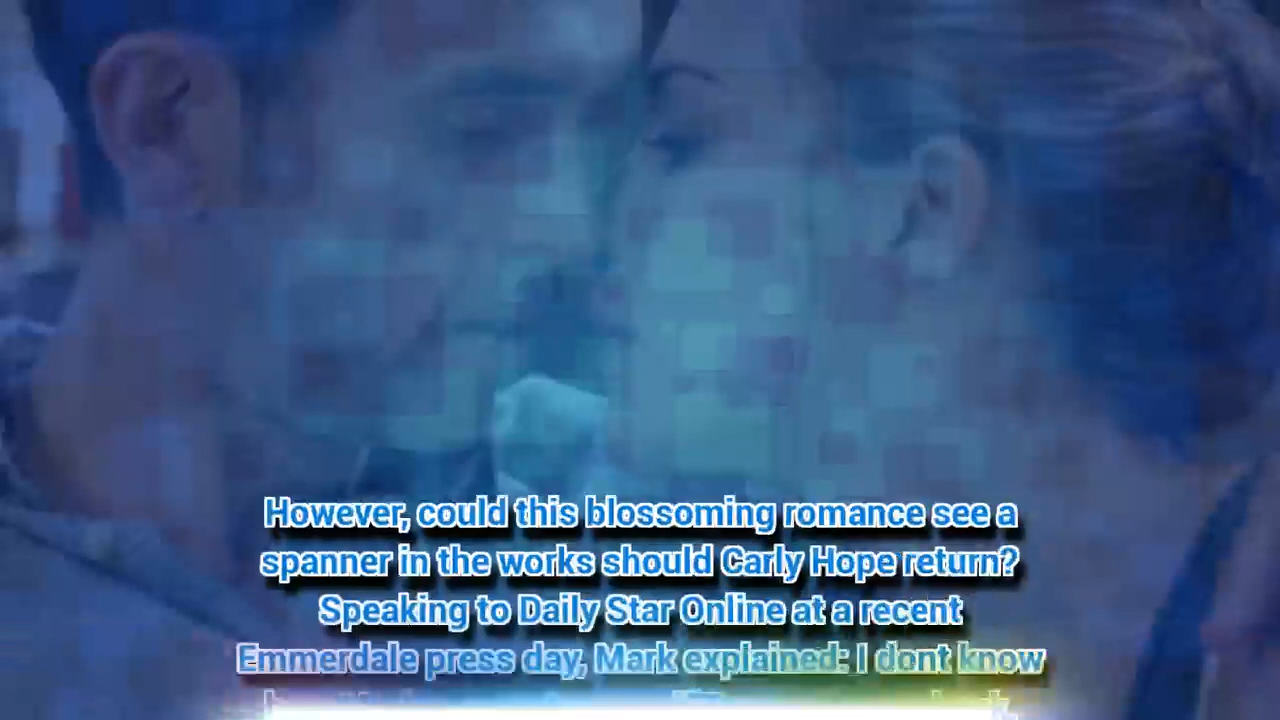 However, could this blossoming romance see a
spanner in the works should Carly Hope return?
Speaking to Daily Star Online at a recent
Emmerdale press day, Mark explained: I dont know